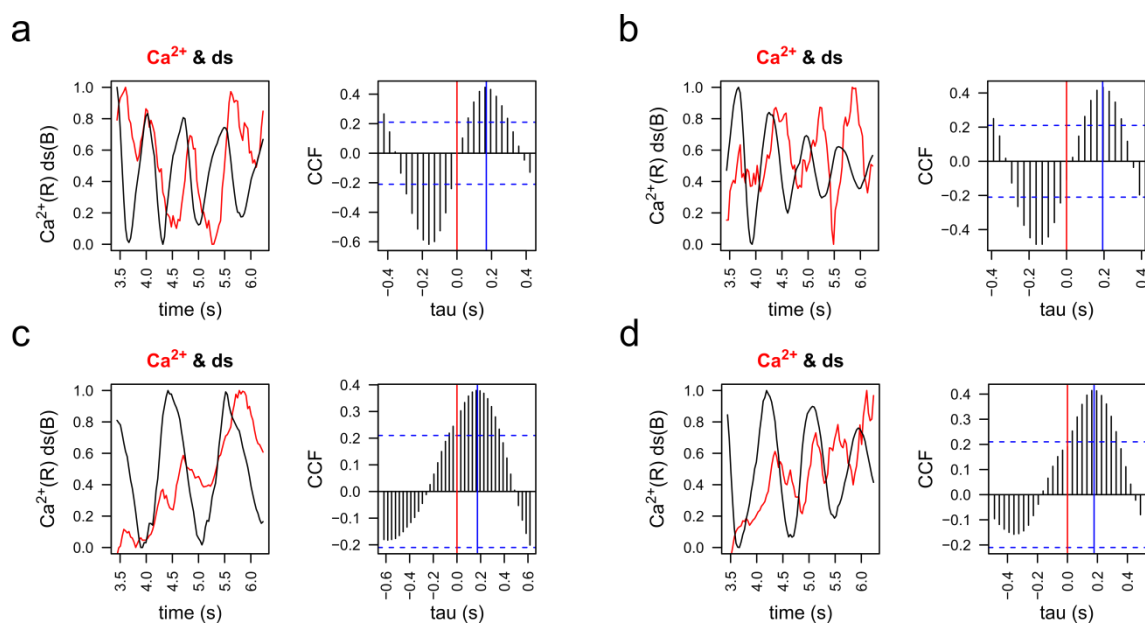 a
Ca²⁺ & ds
Ca²⁺(R) ds(B)
0.0 0.2 0.4 0.6 0.8 1.0
3.5 4.0 4.5 5.0 5.5 6.0
time (s)
CCF
−0.6 −0.4 −0.2 0.0 0.2 0.4
−0.4 −0.2 0.0 0.2 0.4
tau (s)
b
Ca²⁺ & ds
Ca²⁺(R) ds(B)
0.0 0.2 0.4 0.6 0.8 1.0
3.5 4.0 4.5 5.0 5.5 6.0
time (s)
CCF
−0.4 −0.2 0.0 0.2 0.4
−0.4 −0.2 0.0 0.2 0.4
tau (s)
c
Ca²⁺ & ds
Ca²⁺(R) ds(B)
0.0 0.2 0.4 0.6 0.8 1.0
3.5 4.0 4.5 5.0 5.5 6.0
time (s)
CCF
−0.2 −0.1 0.0 0.1 0.2 0.3 0.4
−0.6 −0.4 −0.2 0.0 0.2 0.4 0.6
tau (s)
d
Ca²⁺ & ds
Ca²⁺(R) ds(B)
0.0 0.2 0.4 0.6 0.8 1.0
3.5 4.0 4.5 5.0 5.5 6.0
time (s)
CCF
−0.2 −0.1 0.0 0.1 0.2 0.3 0.4
−0.4 −0.2 0.0 0.2 0.4
tau (s)